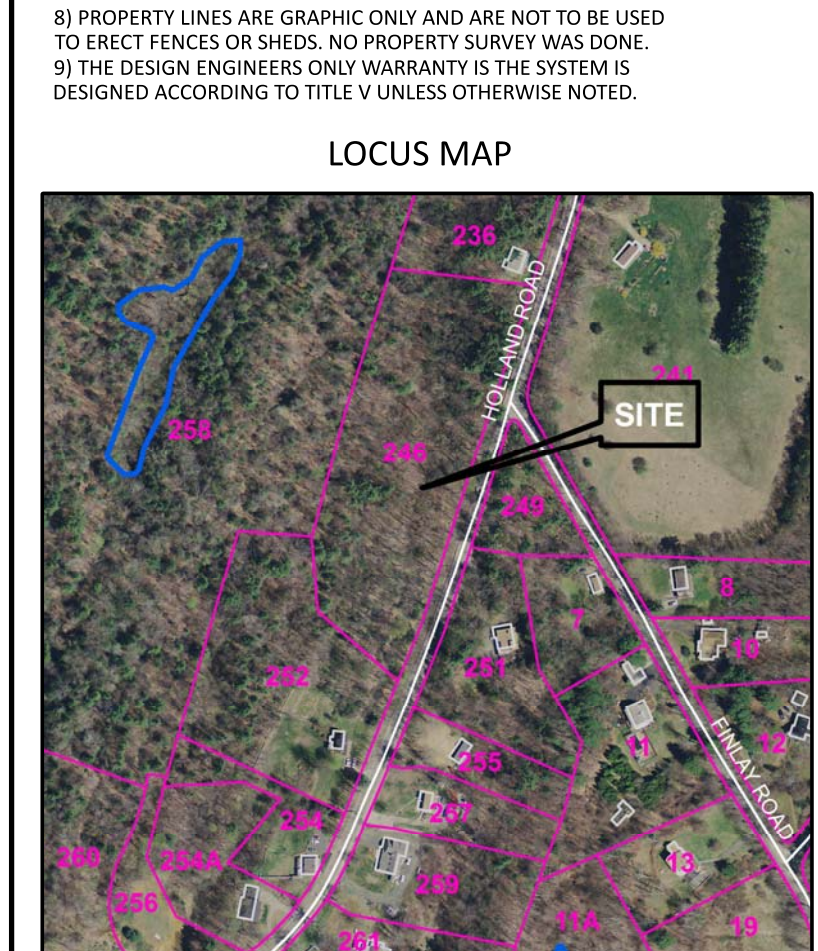 8) PROPERTY LINES ARE GRAPHIC ONLY AND ARE NOT TO BE USED
TO ERECT FENCES OR SHEDS. NO PROPERTY SURVEY WAS DONE.
9) THE DESIGN ENGINEERS ONLY WARRANTY IS THE SYSTEM IS
DESIGNED ACCORDING TO TITLE V UNLESS OTHERWISE NOTED.
LOCUS MAP
236
HOLLAND ROAD
241
SITE
258
246
249
8
7
10
251
252
11
12
FINLAY ROAD
255
257
254
260
254A
13
259
256
11A
19
261